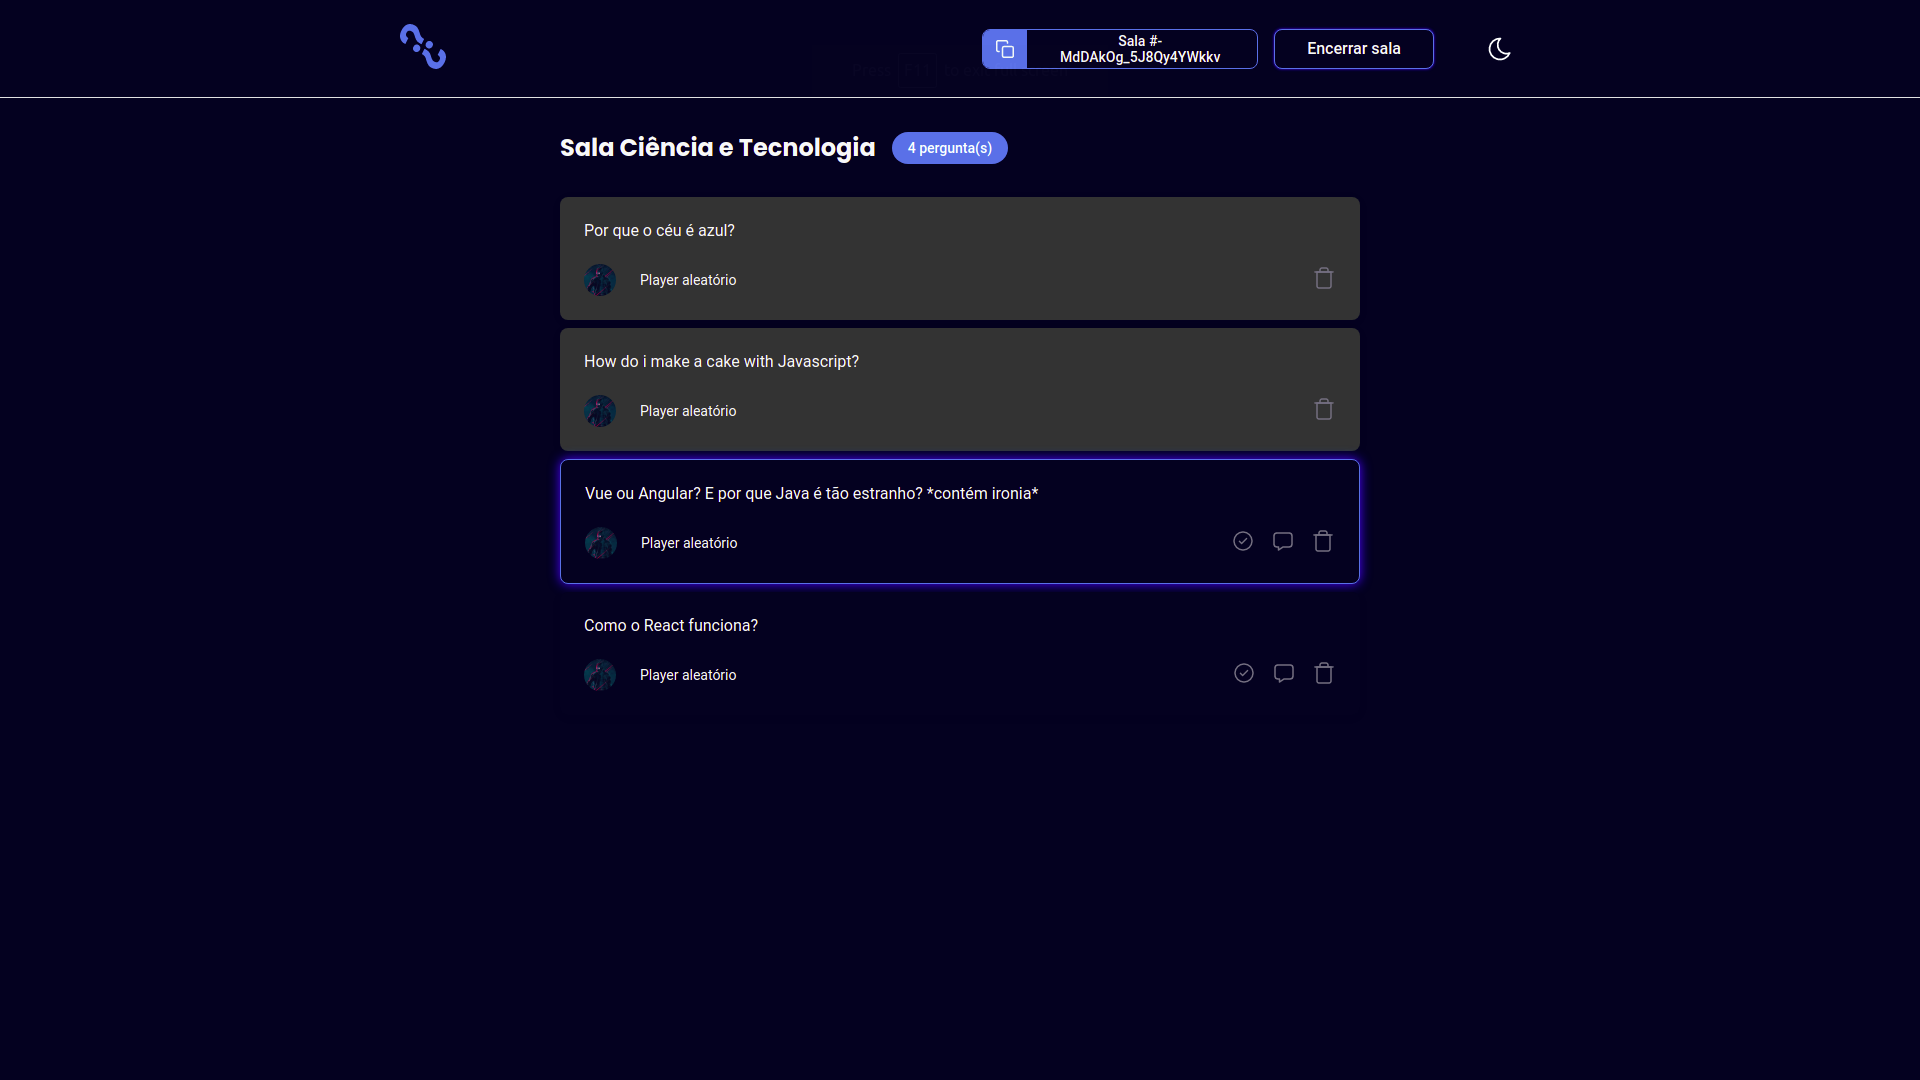 Sala #-
MdDAkOg_5J8Qy4YWkkv
Encerrar sala
Sala Ciência e Tecnologia
4 pergunta(s)
Por que o céu é azul?
Player aleatório
How do i make a cake with Javascript?
Player aleatório
Vue ou Angular? E por que Java é tão estranho? *contém ironia*
Player aleatório
Como o React funciona?
Player aleatório